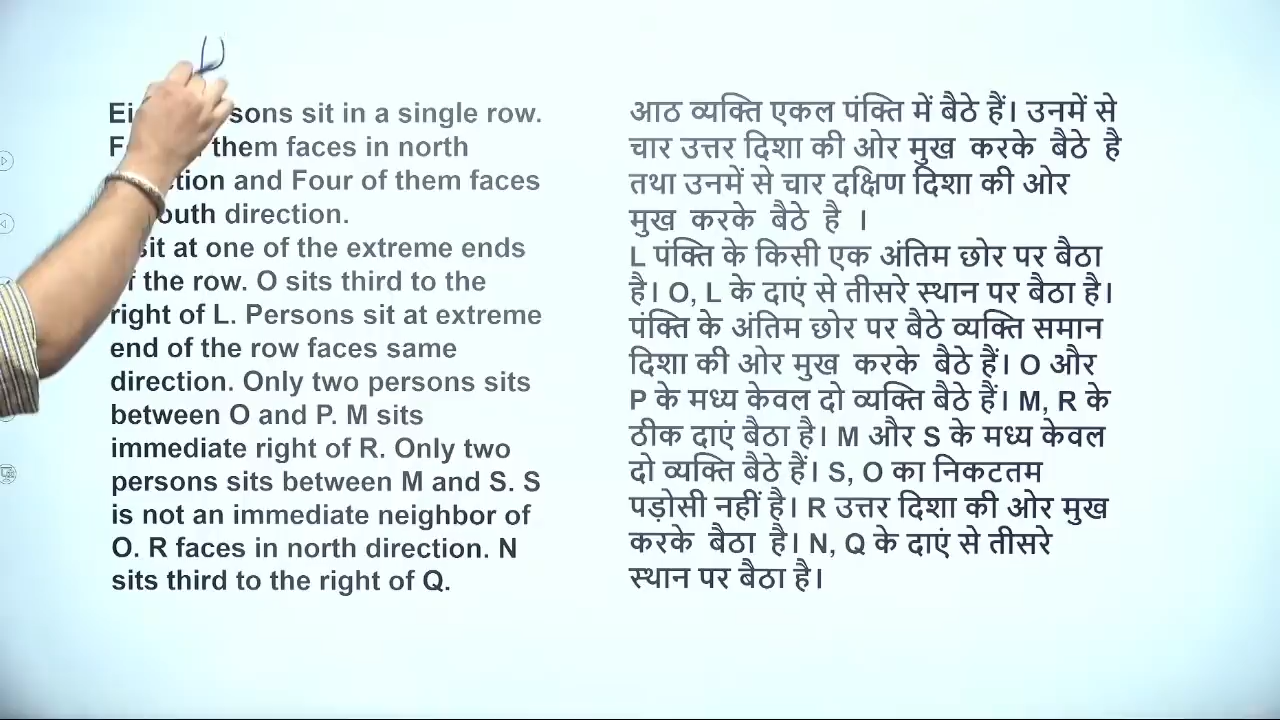 sons sit in a single row.
them faces in north
and Four of them faces
direction.
sit at one of the extreme ends
the row. O sits third to the
right of L. Persons sit at extreme
end of the row faces same
direction. Only two persons sits
between O and P. M sits
immediate right of R. Only two
persons sits between M and S. S
is not an immediate neighbor of
O. R faces in north direction. N
sits third to the right of Q.
आठ व्यक्ति एकल पंक्ति में बैठे हैं। उनमें से
चार उत्तर दिशा की ओर मुख करके बैठे है
तथा उनमें से चार दक्षिण दिशा की ओर
मुख करके बैठे है ।
L पंक्ति के किसी एक अंतिम छोर पर बैठा
है। O, L के दाएं से तीसरे स्थान पर बैठा है।
पंक्ति के अंतिम छोर पर बैठे व्यक्ति समान
दिशा की ओर मुख करके बैठे हैं। O और
P के मध्य केवल दो व्यक्ति बैठे हैं। M, R के
ठीक दाएं बैठा है। M और S के मध्य केवल
दो व्यक्ति बैठे हैं। S, O का निकटतम
पड़ोसी नहीं है। R उत्तर दिशा की ओर मुख
करके बैठा है। N, Q के दाएं से तीसरे
स्थान पर बैठा है।